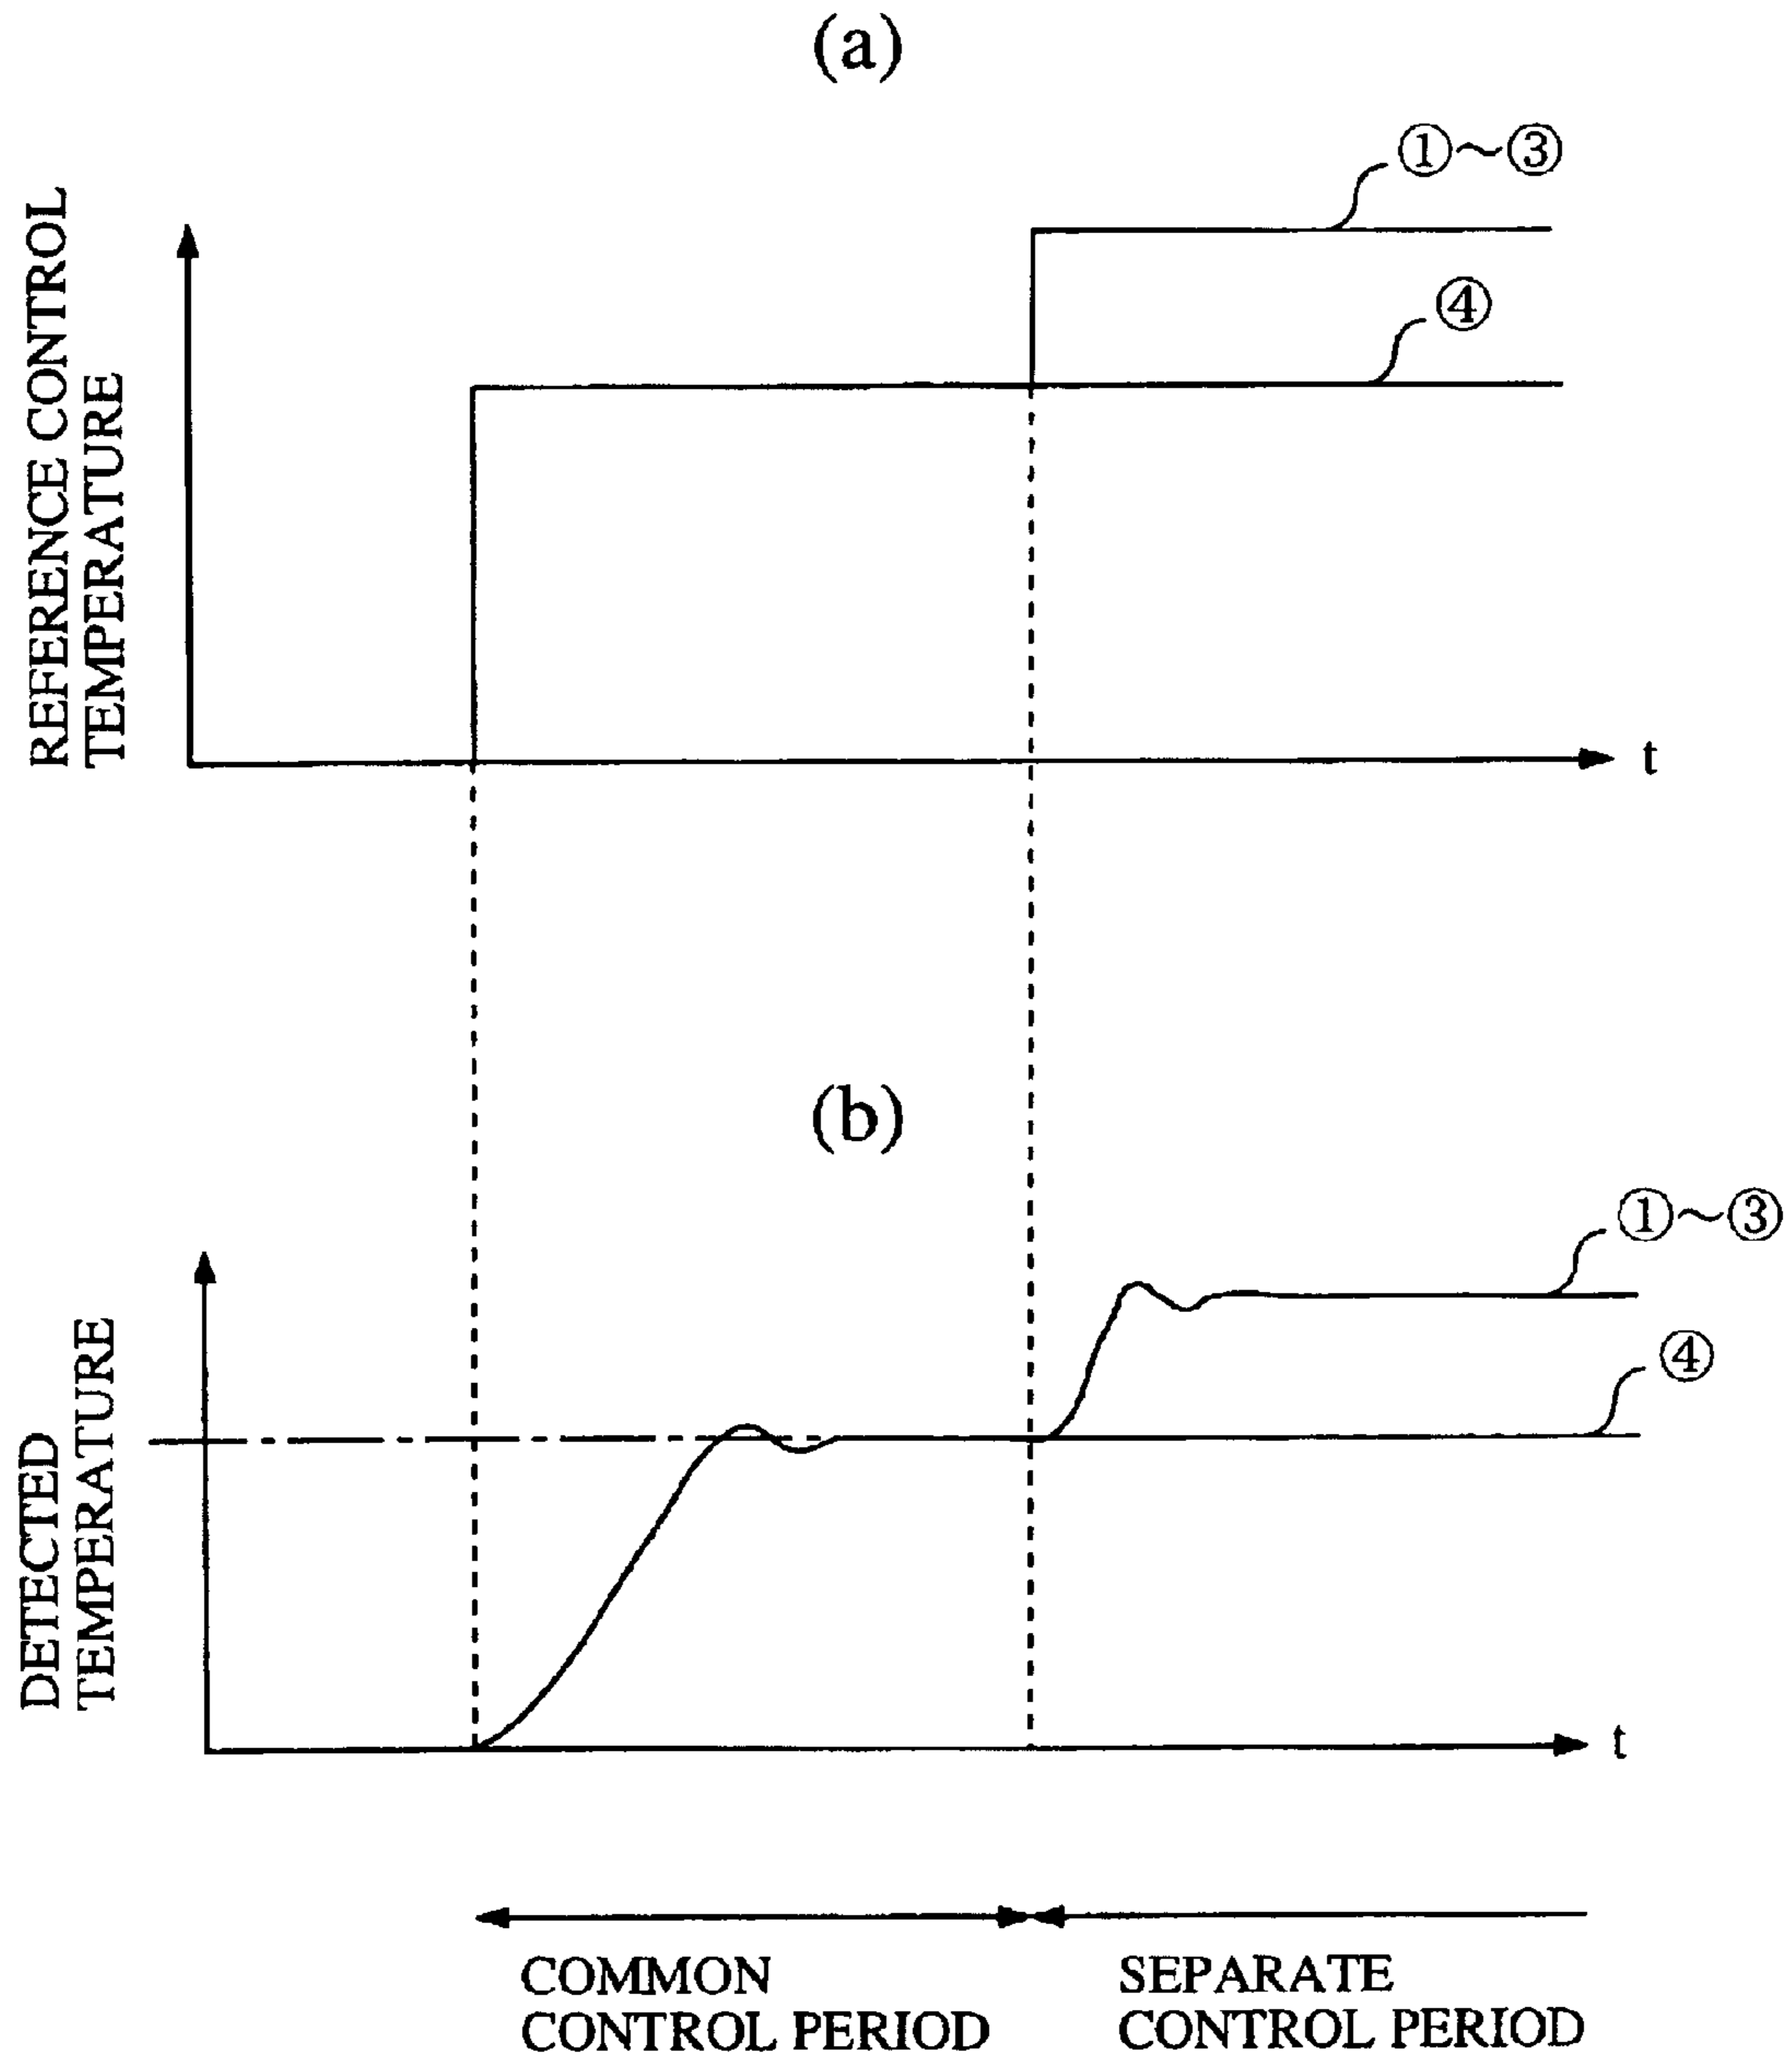 (a)
①～③
④
REFERENCE CONTROL
TEMPERATURE
t
(b)
①～③
④
DETECTED
TEMPERATURE
t
COMMON
CONTROL PERIOD
SEPARATE
CONTROL PERIOD